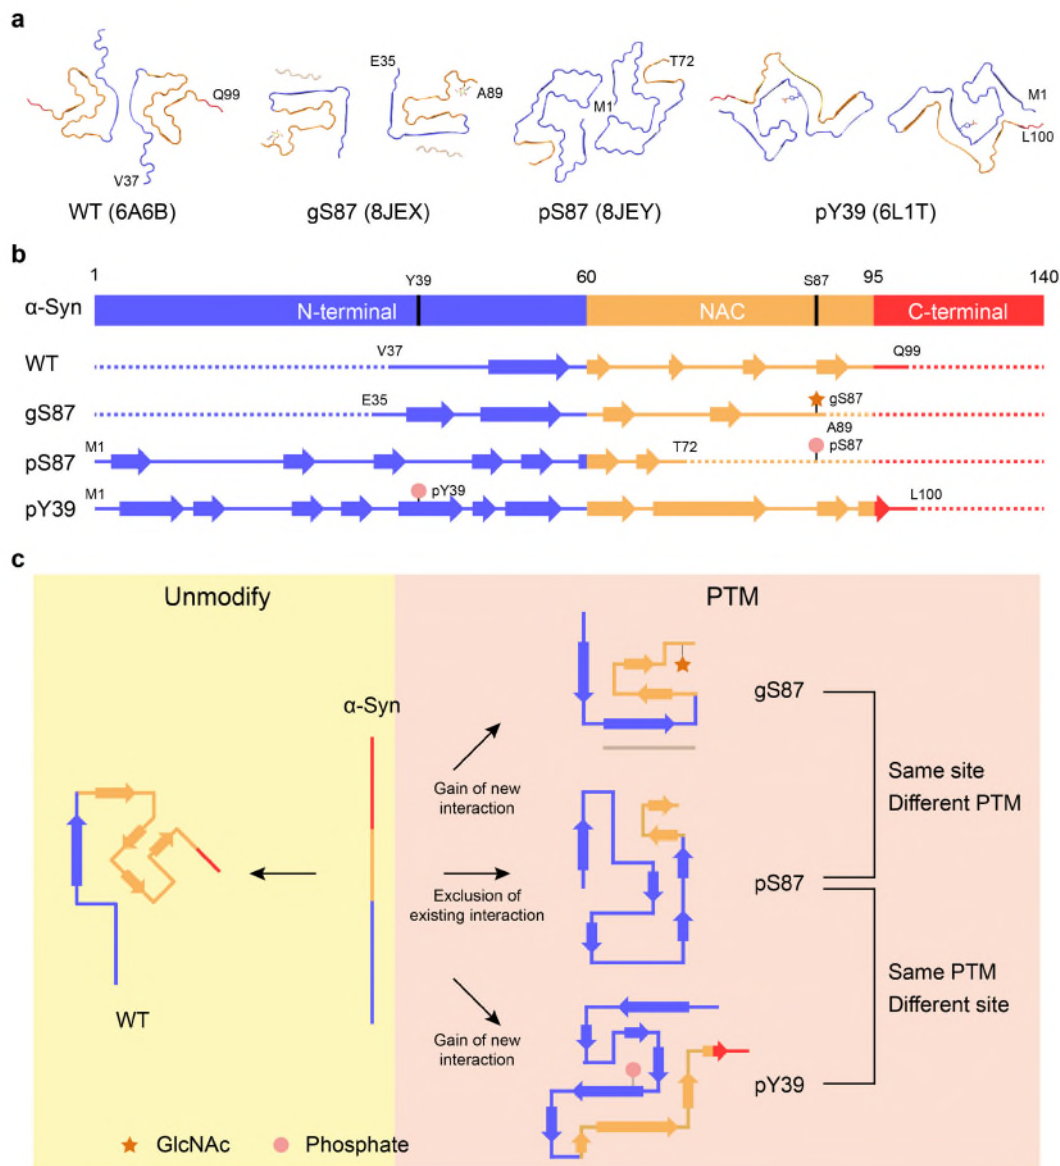 a
E35
T72
Q99
A89
M1
M1
L100
V37
WT (6A6B)
gS87 (8JEX)
pS87 (8JEY)
pY39 (6L1T)
b
1
Y39
60
S87
95
140
α-Syn
N-terminal
NAC
C-terminal
WT
V37
Q99
gS87
E35
gS87
A89
pS87
M1
T72
pS87
pY39
M1
pY39
L100
c
Unmodify
PTM
α-Syn
WT
Gain of new
interaction
Exclusion of
existing interaction
Gain of new
interaction
gS87
pS87
pY39
Same site
Different PTM
Same PTM
Different site
GlcNAc
Phosphate